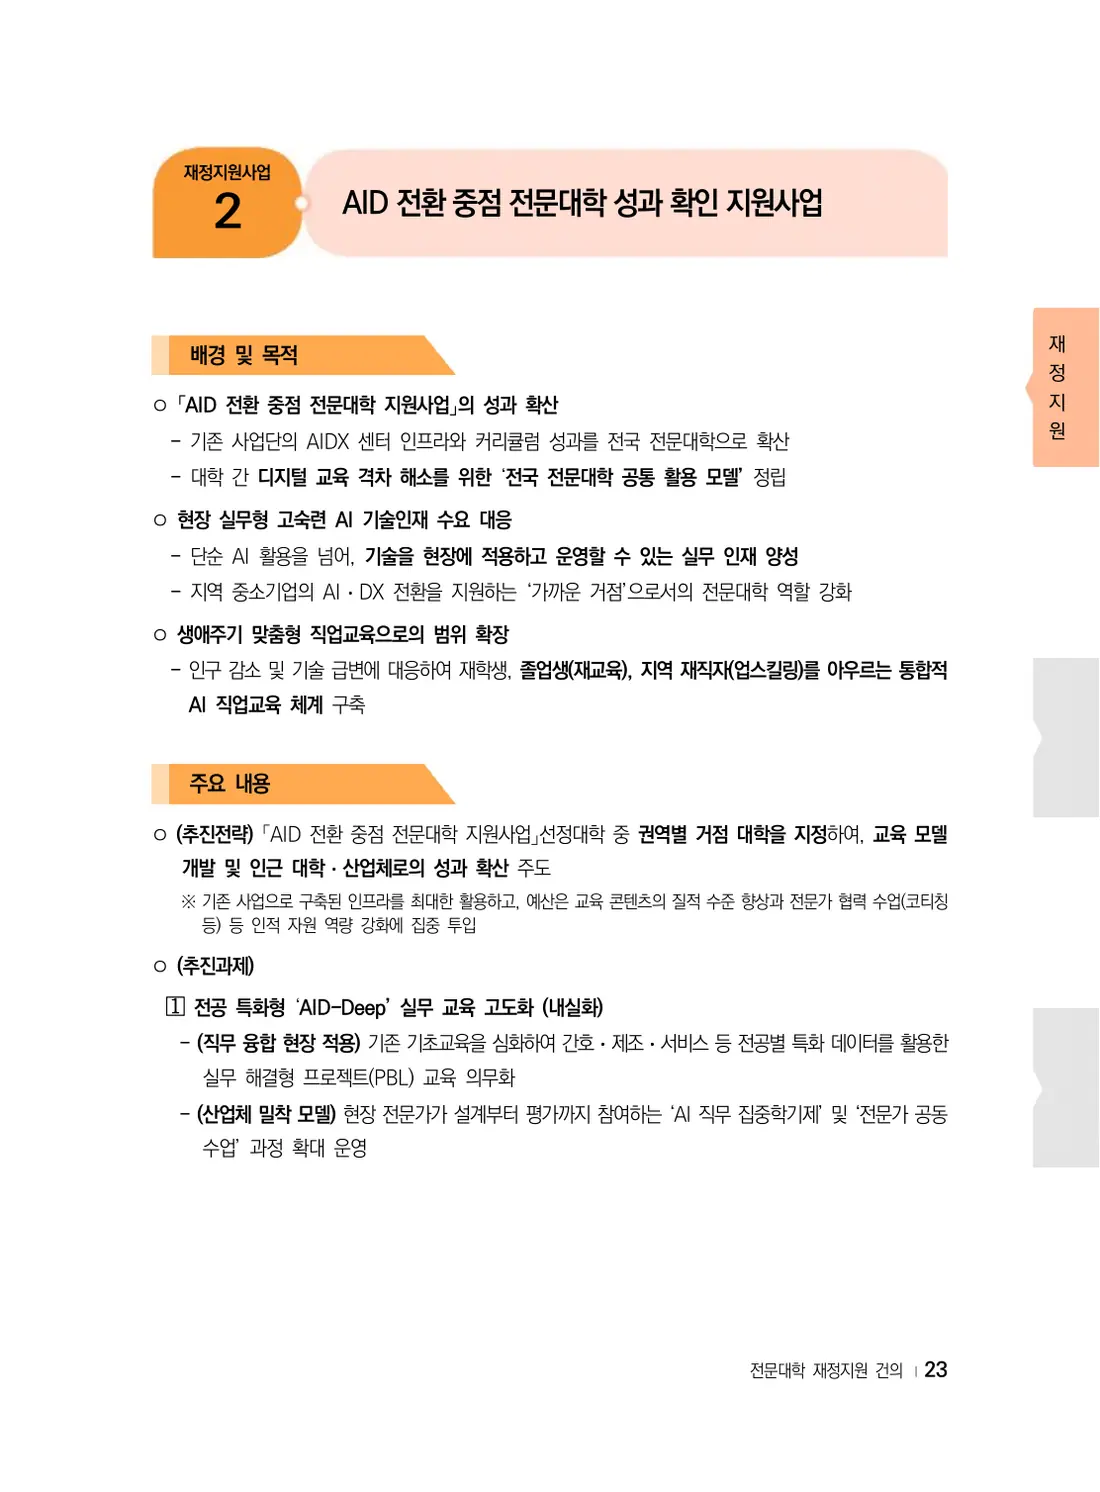 재정지원사업
2
AID 전환 중점 전문대학 성과 확인 지원사업
재
정
지
원
배경 및 목적
○ 「AID 전환 중점 전문대학 지원사업」의 성과 확산
- 기존 사업단의 AIDX 센터 인프라와 커리큘럼 성과를 전국 전문대학으로 확산
- 대학 간 디지털 교육 격차 해소를 위한 ‘전국 전문대학 공통 활용 모델’ 정립
○ 현장 실무형 고숙련 AI 기술인재 수요 대응
- 단순 AI 활용을 넘어, 기술을 현장에 적용하고 운영할 수 있는 실무 인재 양성
- 지역 중소기업의 AI·DX 전환을 지원하는 ‘가까운 거점’으로서의 전문대학 역할 강화
○ 생애주기 맞춤형 직업교육으로의 범위 확장
- 인구 감소 및 기술 급변에 대응하여 재학생, 졸업생(재교육), 지역 재직자(업스킬링)를 아우르는 통합적
AI 직업교육 체계 구축
주요 내용
○ (추진전략) 「AID 전환 중점 전문대학 지원사업」선정대학 중 권역별 거점 대학을 지정하여, 교육 모델
개발 및 인근 대학·산업체로의 성과 확산 주도
※ 기존 사업으로 구축된 인프라를 최대한 활용하고, 예산은 교육 콘텐츠의 질적 수준 향상과 전문가 협력 수업(코티칭
등) 등 인적 자원 역량 강화에 집중 투입
○ (추진과제)
1 전공 특화형 ‘AID-Deep’ 실무 교육 고도화 (내실화)
- (직무 융합 현장 적용) 기존 기초교육을 심화하여 간호·제조·서비스 등 전공별 특화 데이터를 활용한
실무 해결형 프로젝트(PBL) 교육 의무화
- (산업체 밀착 모델) 현장 전문가가 설계부터 평가까지 참여하는 ‘AI 직무 집중학기제’ 및 ‘전문가 공동
수업’ 과정 확대 운영
전문대학 재정지원 건의 | 23